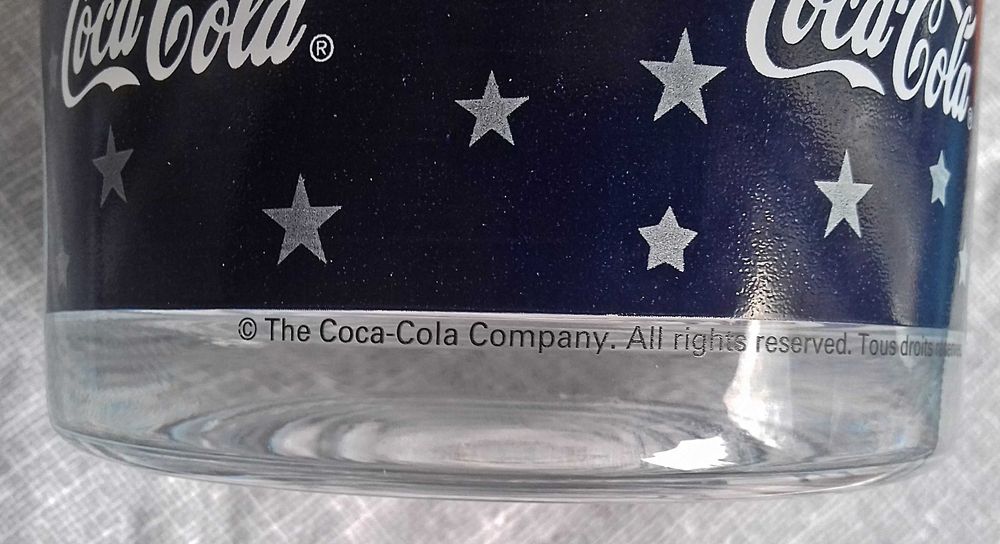 Coca-Cola® Coca-Cola
© The Coca-Cola Company. All rights reserved. Tous droits